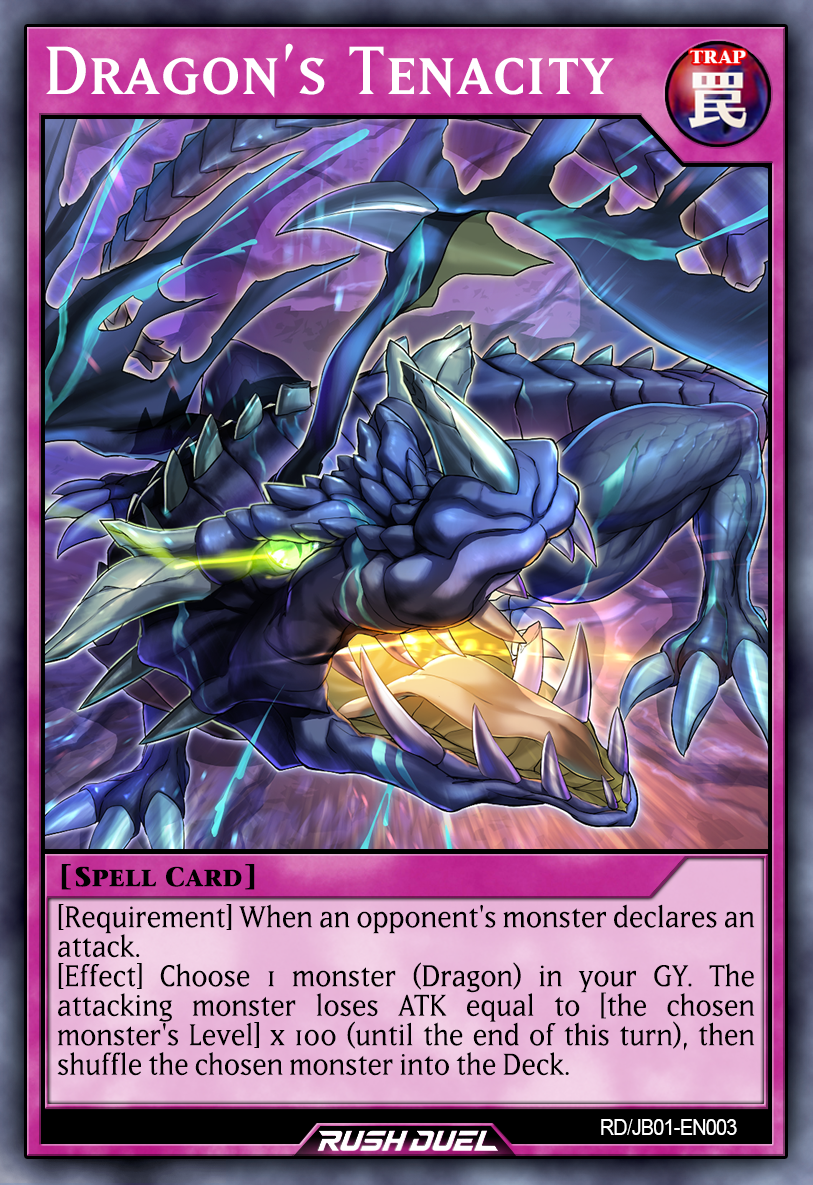 Dragon's Tenacity
TRAP
罠
[Spell Card]
[Requirement] When an opponent's monster declares an
attack.
[Effect] Choose 1 monster (Dragon) in your GY. The
attacking monster loses ATK equal to [the chosen
monster's Level] x 100 (until the end of this turn), then
shuffle the chosen monster into the Deck.
RD/JB01-EN003
RUSH DUEL